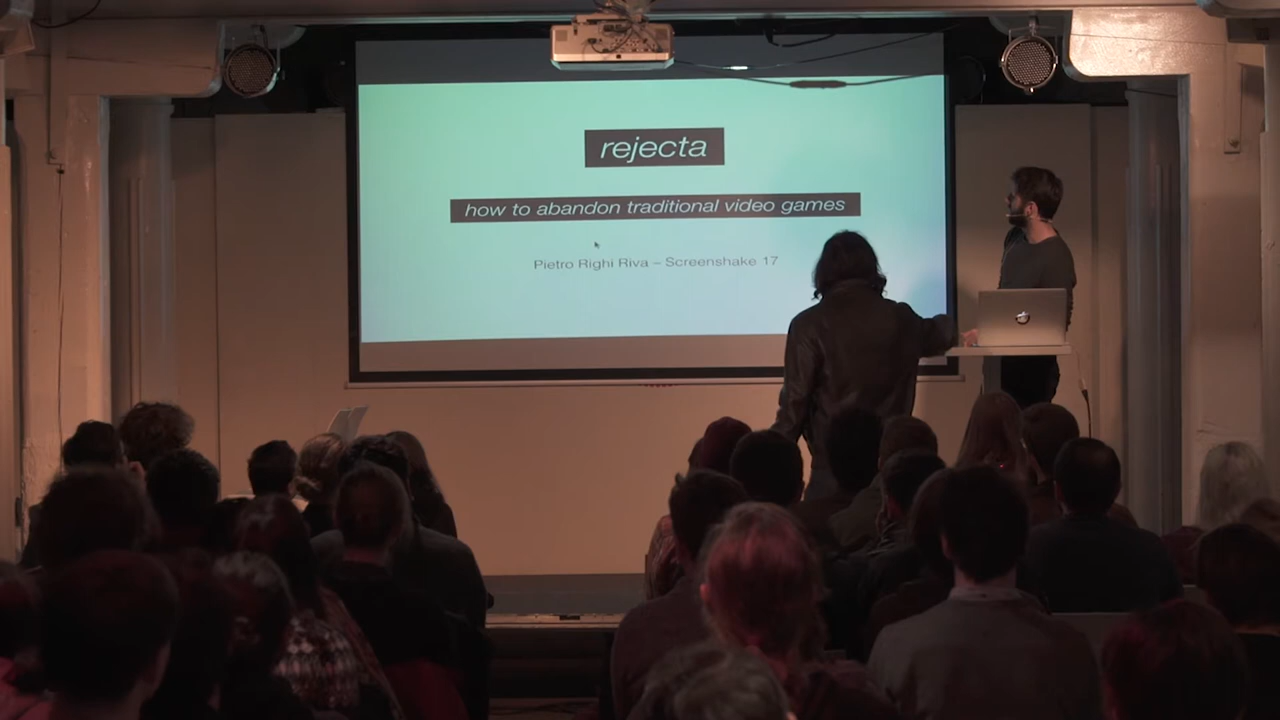 rejecta
how to abandon traditional video games
Pietro Righi Riva – Screenshake 17